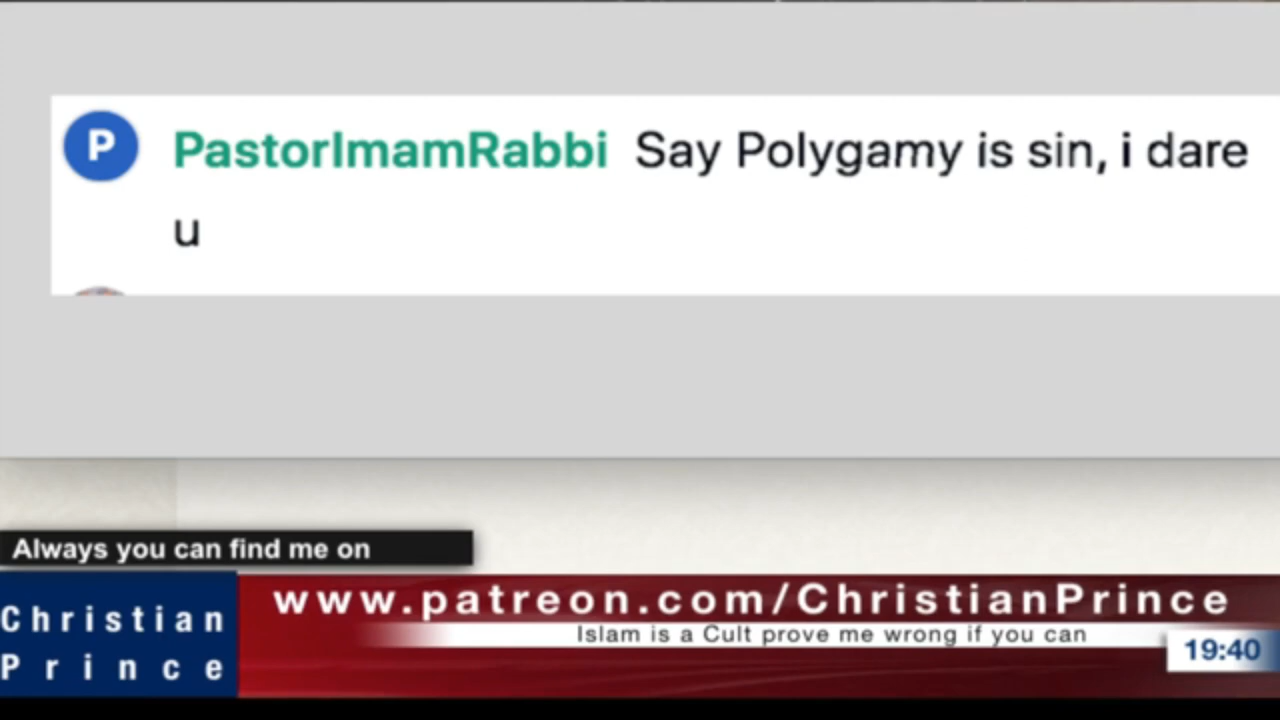 P
PastorImamRabbi Say Polygamy is sin, i dare
u
Always you can find me on
Christian
Prince
www.patreon.com/ChristianPrince
Islam is a Cult prove me wrong if you can
19:40